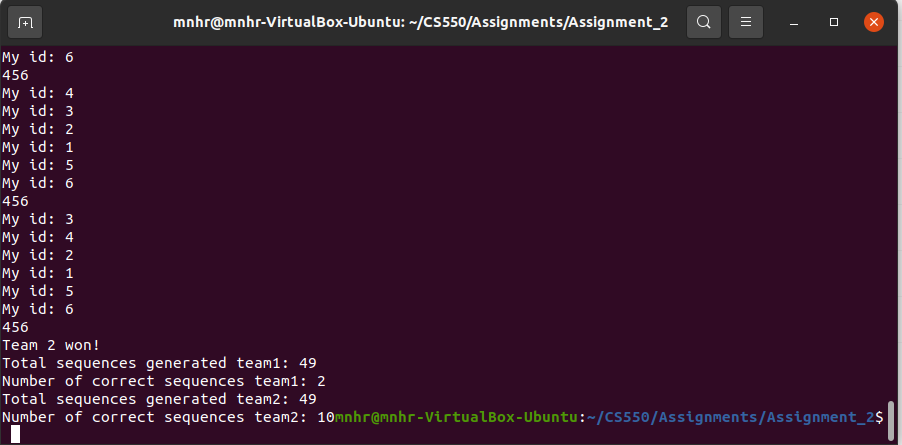 mnhr@mnhr-VirtualBox-Ubuntu: ~/CS550/Assignments/Assignment_2
My id: 6
456
My id: 4
My id: 3
My id: 2
My id: 1
My id: 5
My id: 6
456
My id: 3
My id: 4
My id: 2
My id: 1
My id: 5
My id: 6
456
Team 2 won!
Total sequences generated team1: 49
Number of correct sequences team1: 2
Total sequences generated team2: 49
Number of correct sequences team2: 10mnhr@mnhr-VirtualBox-Ubuntu:~/CS550/Assignments/Assignment_2$